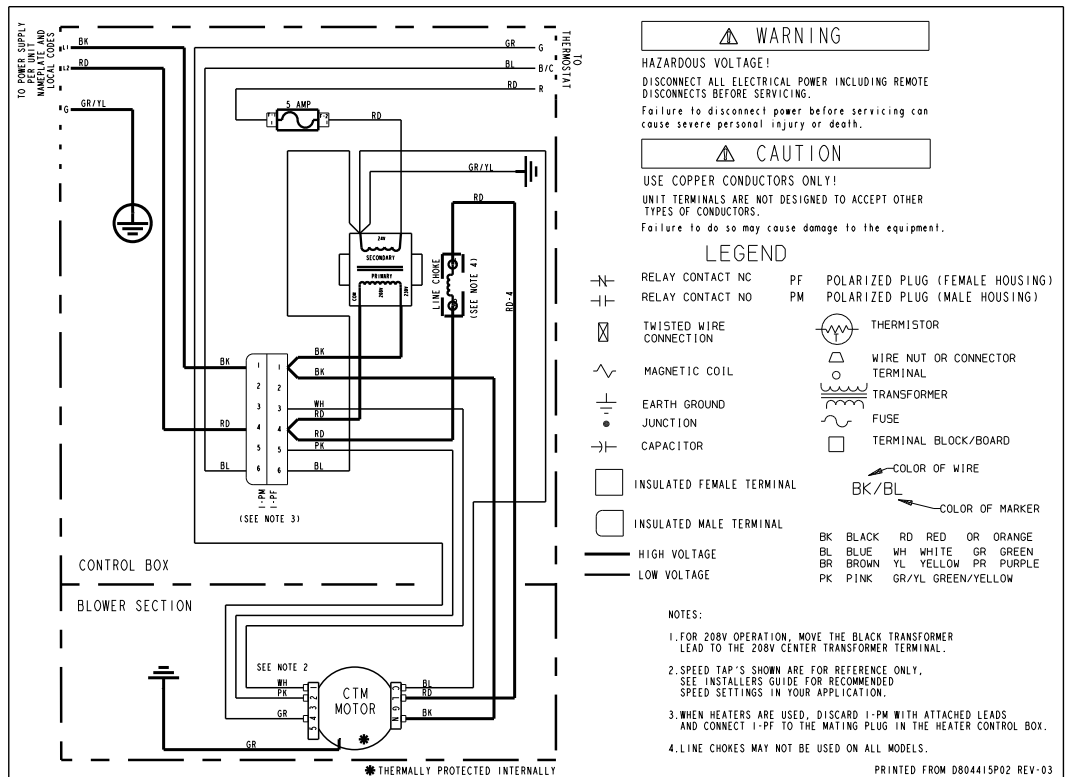 TO POWER SUPPLY
PER UNIT
NAMEPLATE AND
LOCAL CODES
L1
BK
L2
RD
G
GR/YL
GR
G
BL
B/C
RD
R
TO
THERMOSTAT
5 AMP
RD
GR/YL
RD
24V
SECONDARY
PRIMARY
COM
208V
230V
LINE CHOKE
(SEE NOTE 4)
RD-4
BK
1
1
BK
BK
2
2
3
3
WH
RD
RD
4
4
RD
5
5
PK
BL
6
6
BL
1-PM
1-PF
(SEE NOTE 3)
CONTROL BOX
BLOWER SECTION
SEE NOTE 2
WH
PK
GR
1
2
3
4
5
CTM
MOTOR
C
L
G
N
BL
RD
BK
GR
THERMALLY PROTECTED INTERNALLY
WARNING
HAZARDOUS VOLTAGE!
DISCONNECT ALL ELECTRICAL POWER INCLUDING REMOTE
DISCONNECTS BEFORE SERVICING.
Failure to disconnect power before servicing can
cause severe personal injury or death.
CAUTION
USE COPPER CONDUCTORS ONLY!
UNIT TERMINALS ARE NOT DESIGNED TO ACCEPT OTHER
TYPES OF CONDUCTORS.
Failure to do so may cause damage to the equipment.
LEGEND
RELAY CONTACT NC
PF POLARIZED PLUG (FEMALE HOUSING)
RELAY CONTACT NO
PM POLARIZED PLUG (MALE HOUSING)
TWISTED WIRE
CONNECTION
THERMISTOR
MAGNETIC COIL
WIRE NUT OR CONNECTOR
TERMINAL
TRANSFORMER
EARTH GROUND
JUNCTION
FUSE
CAPACITOR
TERMINAL BLOCK/BOARD
INSULATED FEMALE TERMINAL
COLOR OF WIRE
BK/BL
COLOR OF MARKER
INSULATED MALE TERMINAL
HIGH VOLTAGE
LOW VOLTAGE
BK BLACK RD RED OR ORANGE
BL BLUE WH WHITE GR GREEN
BR BROWN YL YELLOW PR PURPLE
PK PINK GR/YL GREEN/YELLOW
NOTES:
1.FOR 208V OPERATION, MOVE THE BLACK TRANSFORMER
LEAD TO THE 208V CENTER TRANSFORMER TERMINAL.
2.SPEED TAP'S SHOWN ARE FOR REFERENCE ONLY,
SEE INSTALLERS GUIDE FOR RECOMMENDED
SPEED SETTINGS IN YOUR APPLICATION.
3.WHEN HEATERS ARE USED, DISCARD 1-PM WITH ATTACHED LEADS
AND CONNECT 1-PF TO THE MATING PLUG IN THE HEATER CONTROL BOX.
4.LINE CHOKES MAY NOT BE USED ON ALL MODELS.
PRINTED FROM D804415P02 REV-03